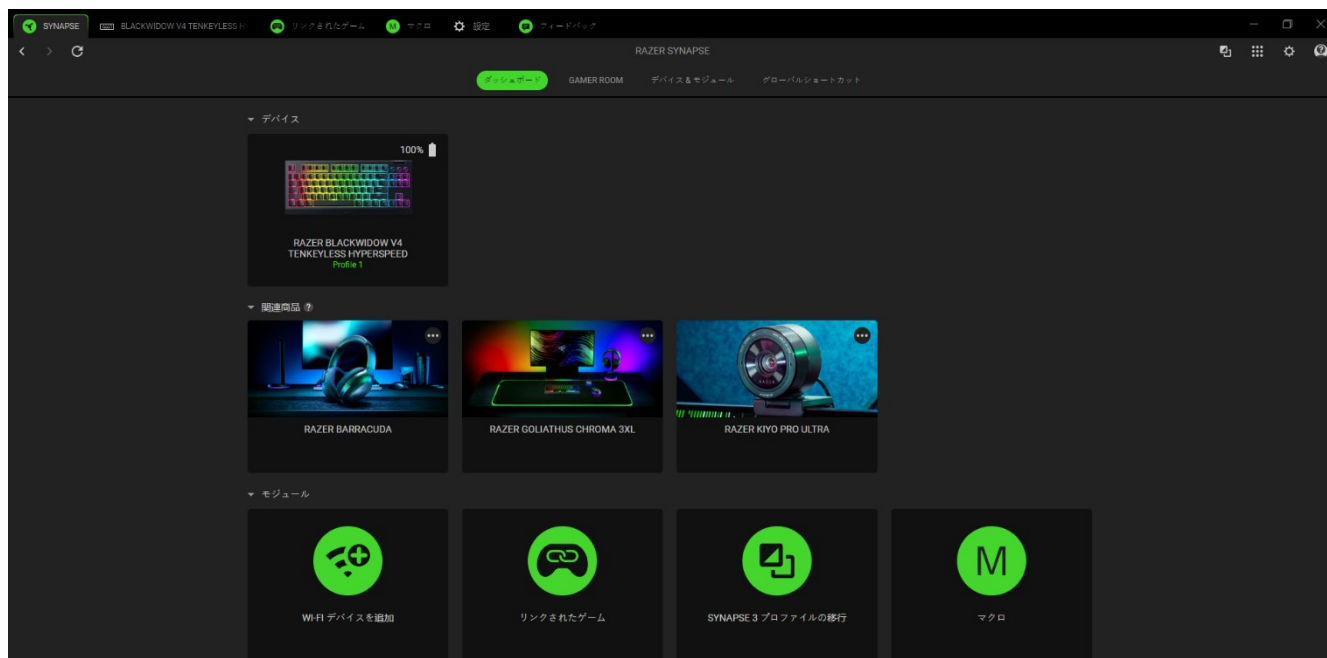 SYNAPSE
BLACKWIDOW V4 TENKEYLESS H
リンクされたゲーム
M
マクロ
設定
フィードバック
RAZER SYNAPSE
ダッシュボード
GAMER ROOM
デバイス&モジュール
グローバルショートカット
デバイス
100%
RAZER BLACKWIDOW V4
TENKEYLESS HYPERSPEED
Profile 1
関連商品 ?
RAZER BARRACUDA
RAZER GOLIATHUS CHROMA 3XL
RAZER KIYO PRO ULTRA
モジュール
M
WI-FI デバイスを追加
リンクされたゲーム
SYNAPSE 3 プロファイルの移行
マクロ